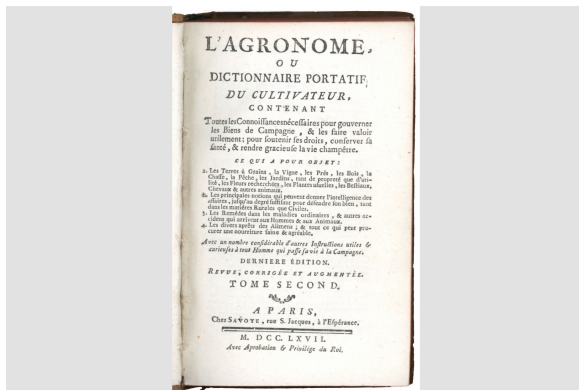 L'AGRONOME,
OU
DICTIONNAIRE PORTATIF
DU CULTIVATEUR,
CONTENANT
Toutes les Connoissances nécessaires pour gouverner
les Biens de Campagne, & les faire valoir
utilement; pour soutenir ses droits, conserver sa
santé, & rendre gracieuse la vie champêtre.
CE QUI A POUR OBJET:
1. Les Terres à Grains, la Vigne, les Prés, les Bois, la
Chasse, la Pêche, les Jardins, tant de propreté que d'uti-
lité, les Fleurs recherchées, les Plantes usuelles, les Bestiaux,
Chevaux & autres animaux.
2. Les principales notions qui peuvent donner l'intelligence des
affaires, jusqu'au degré suffisant pour défendre son bien, tant
dans les matiéres Rurales que Civiles.
3. Les Remédes dans les maladies ordinaires, & autres ac-
cidens qui arrivent aux Hommes & aux Animaux.
4. Les divers aprêts des Alimens; & tout ce qui peut pro-
curer une nourriture saine & agréable.
Avec un nombre considérable d'autres Instructions utiles &
curieuses à tout Homme qui passe sa vie à la Campagne.
DERNIERE ÉDITION.
REVUE, CORRIGÉE ET AUGMENTÉE.
TOME SECOND.
A PARIS,
Chez SAVOYE, rue S. Jacques, à l'Espérance.
M. DCC. LXVII.
Avec Aprobation & Privilége du Roi.